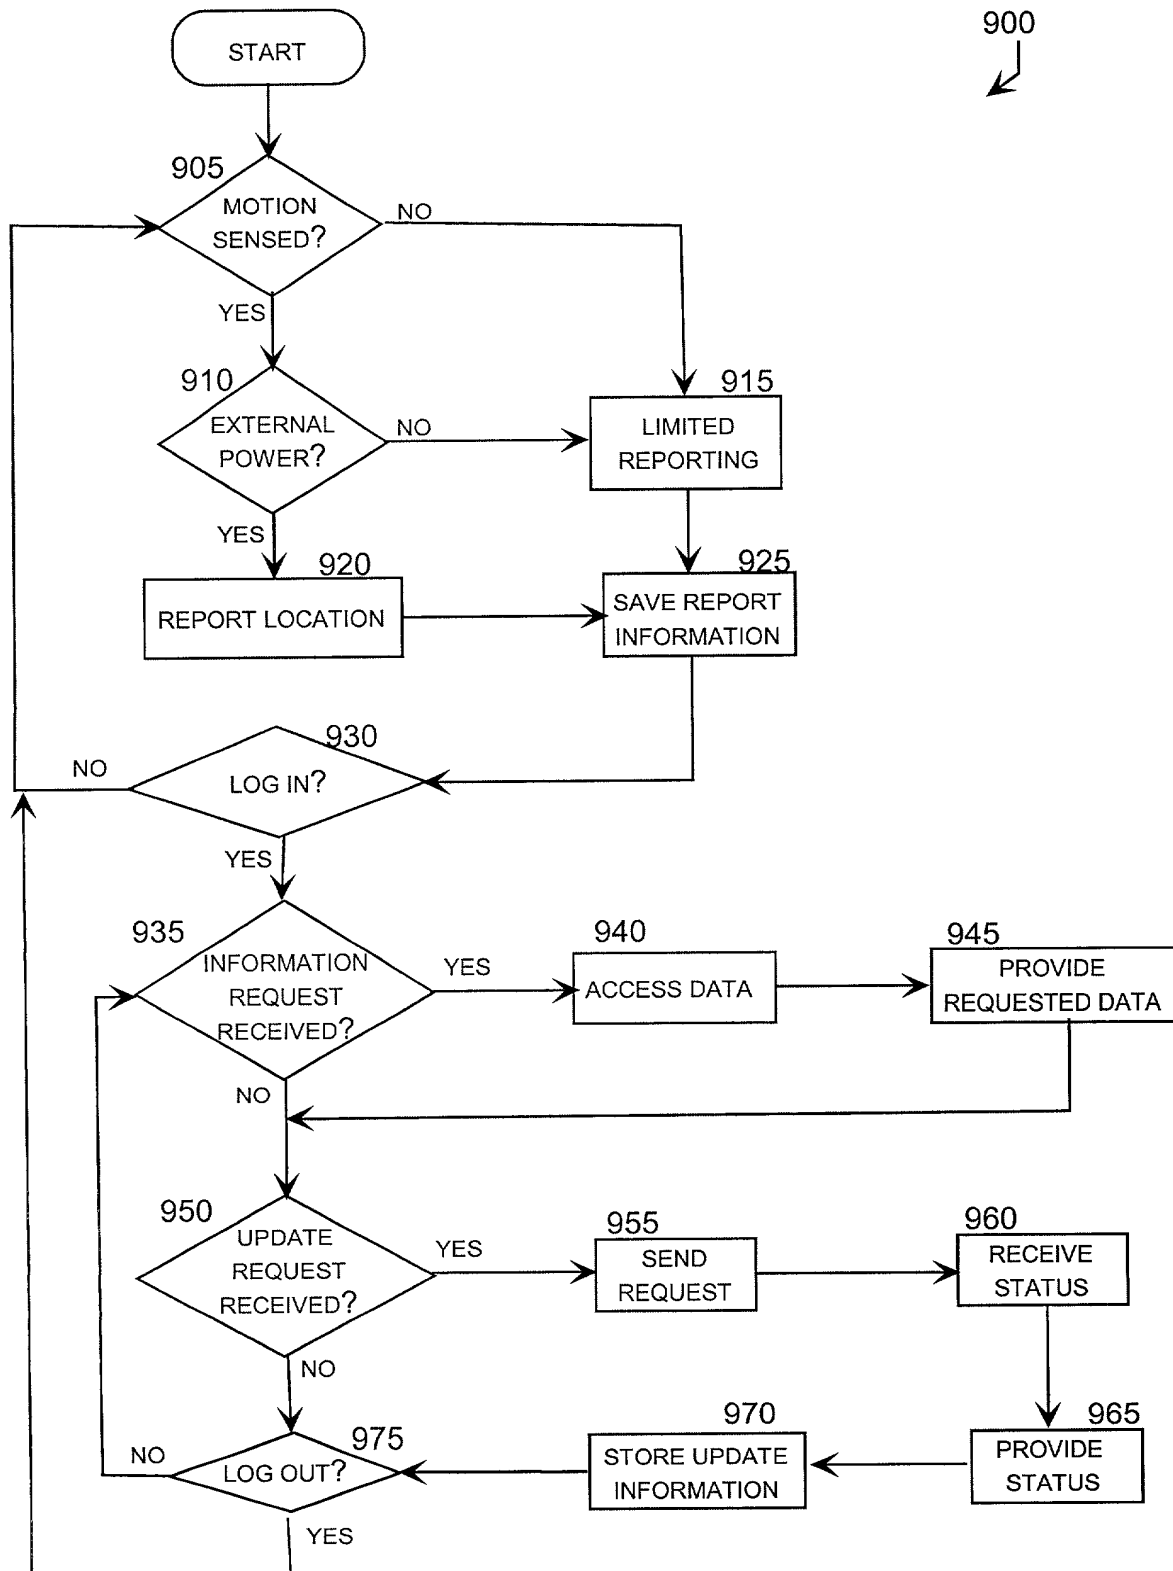 900
START
905
MOTION
SENSED?
NO
YES
910
EXTERNAL
POWER?
NO
915
LIMITED
REPORTING
YES
920
REPORT LOCATION
925
SAVE REPORT
INFORMATION
930
LOG IN?
NO
YES
935
INFORMATION
REQUEST
RECEIVED?
YES
940
ACCESS DATA
945
PROVIDE
REQUESTED DATA
NO
950
UPDATE
REQUEST
RECEIVED?
YES
955
SEND
REQUEST
960
RECEIVE
STATUS
NO
965
PROVIDE
STATUS
970
STORE UPDATE
INFORMATION
975
LOG OUT?
NO
YES